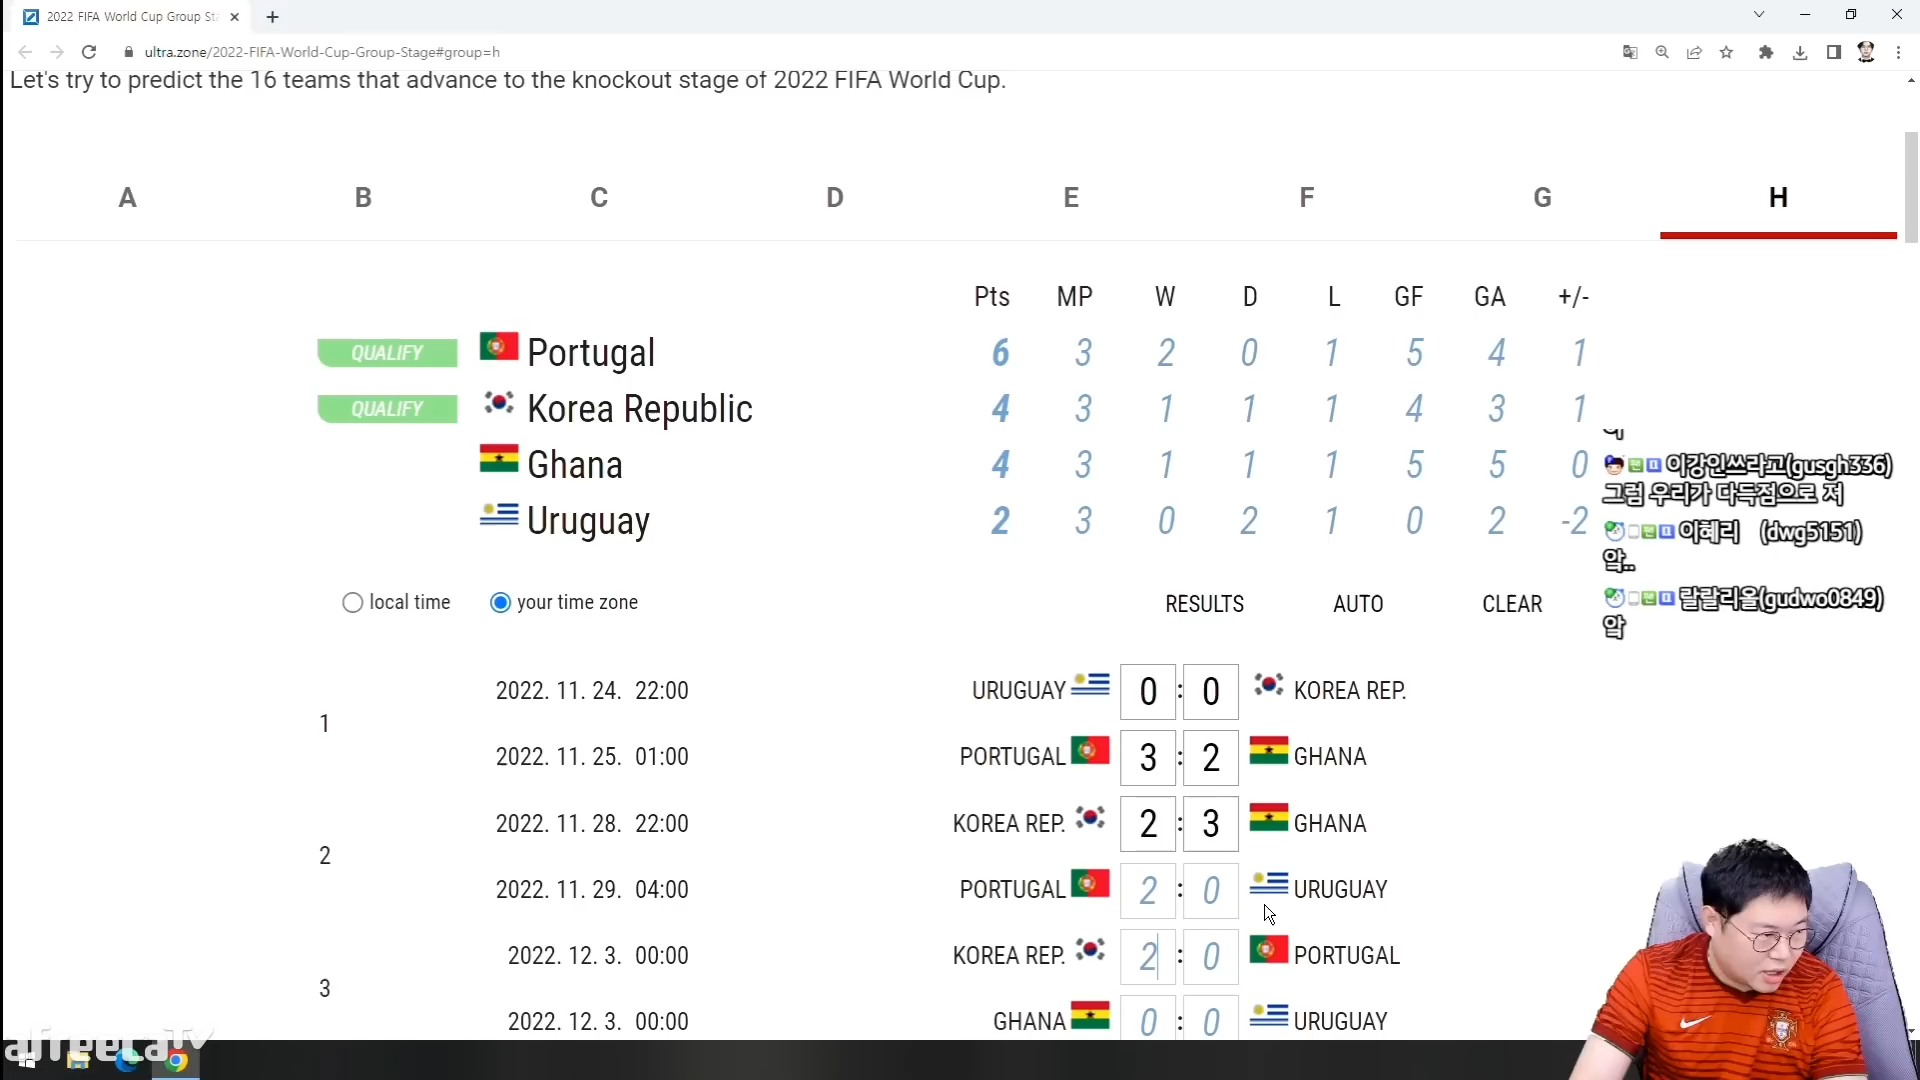 2022 FIFA World Cup Group Sta
ultra.zone/2022-FIFA-World-Cup-Group-Stage#group=h
Let's try to predict the 16 teams that advance to the knockout stage of 2022 FIFA World Cup.
A B C D E F G H
Pts MP W D L GF GA +/-
QUALIFY Portugal 6 3 2 0 1 5 4 1
QUALIFY Korea Republic 4 3 1 1 1 4 3 1
Ghana 4 3 1 1 1 5 5 0
Uruguay 2 3 0 2 1 0 2 -2
이강인쓰라고(gusgh336)
그럼 우리가 다득점으로 져
이혜리 (dwg5151)
앜..
랄랄리올(gudwo0849)
앜
local time your time zone RESULTS AUTO CLEAR
2022. 11. 24. 22:00 URUGUAY 0 : 0 KOREA REP.
1
2022. 11. 25. 01:00 PORTUGAL 3 : 2 GHANA
2022. 11. 28. 22:00 KOREA REP. 2 : 3 GHANA
2
2022. 11. 29. 04:00 PORTUGAL 2 : 0 URUGUAY
2022. 12. 3. 00:00 KOREA REP. 2 : 0 PORTUGAL
3
2022. 12. 3. 00:00 GHANA 0 : 0 URUGUAY
afreecaTV